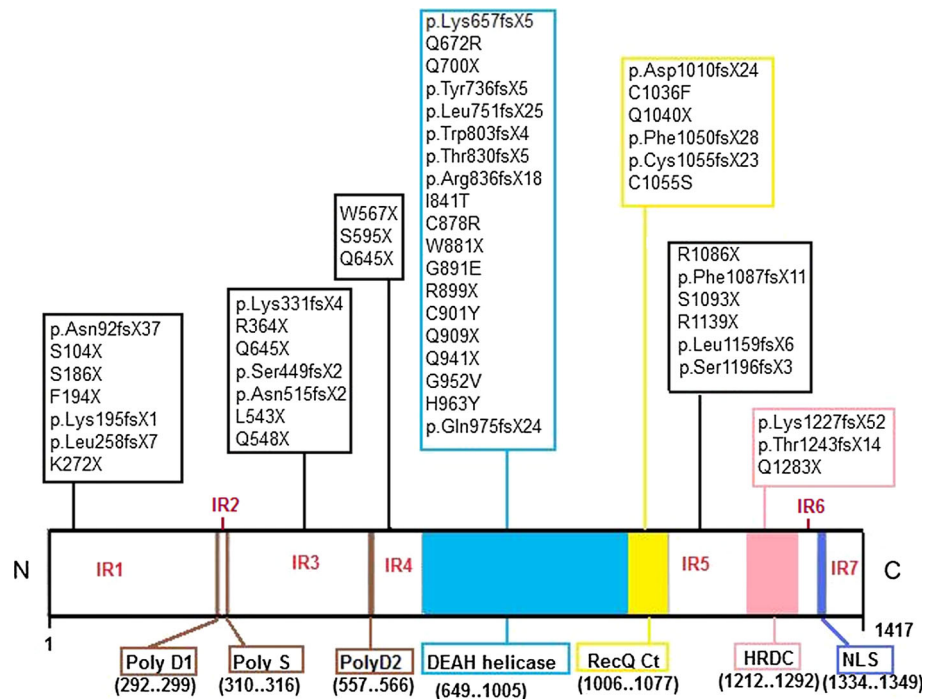 p.Lys657fsX5
Q672R
Q700X
p.Tyr736fsX5
p.Leu751fsX25
p.Trp803fsX4
p.Thr830fsX5
p.Arg836fsX18
I841T
C878R
W881X
G891E
R899X
C901Y
Q909X
Q941X
G952V
H963Y
p.Gln975fsX24
p.Asp1010fsX24
C1036F
Q1040X
p.Phe1050fsX28
p.Cys1055fsX23
C1055S
W567X
S595X
Q645X
R1086X
p.Phe1087fsX11
S1093X
R1139X
p.Leu1159fsX6
p.Ser1196fsX3
p.Lys331fsX4
R364X
Q645X
p.Ser449fsX2
p.Asn515fsX2
L543X
Q548X
p.Asn92fsX37
S104X
S186X
F194X
p.Lys195fsX1
p.Leu258fsX7
K272X
p.Lys1227fsX52
p.Thr1243fsX14
Q1283X
IR2
IR6
N
IR1
IR3
IR4
IR5
IR7
C
1
1417
Poly D1
(292..299)
Poly S
(310..316)
PolyD2
(557..566)
DEAH helicase
(649..1005)
RecQ Ct
(1006..1077)
HRDC
(1212..1292)
NLS
(1334..1349)